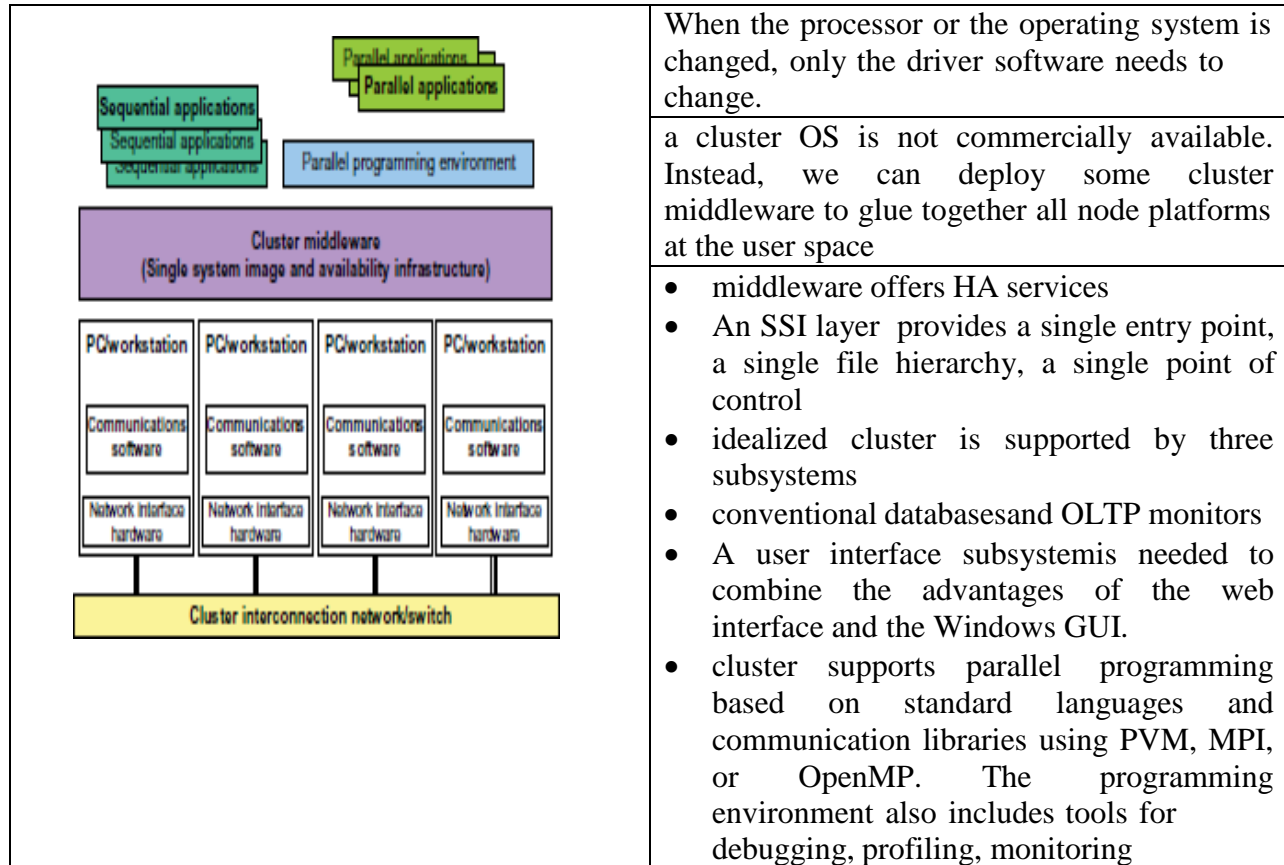 Parallel applications
Parallel applications
Sequential applications
Sequential applications
Sequential applications
Parallel programming environment
Cluster middleware
(Single system image and availability infrastructure)
PC/workstation
Communications
software
Network Interface
hardware
PC/workstation
Communications
software
Network Interface
hardware
PC/workstation
Communications
software
Network Interface
hardware
PC/workstation
Communications
software
Network Interface
hardware
Cluster interconnection network/switch
When the processor or the operating system is
changed, only the driver software needs to
change.
a cluster OS is not commercially available.
Instead, we can deploy some cluster
middleware to glue together all node platforms
at the user space
• middleware offers HA services
• An SSI layer provides a single entry point,
a single file hierarchy, a single point of
control
• idealized cluster is supported by three
subsystems
• conventional databasesand OLTP monitors
• A user interface subsystemis needed to
combine the advantages of the web
interface and the Windows GUI.
• cluster supports parallel programming
based on standard languages and
communication libraries using PVM, MPI,
or OpenMP. The programming
environment also includes tools for
debugging, profiling, monitoring